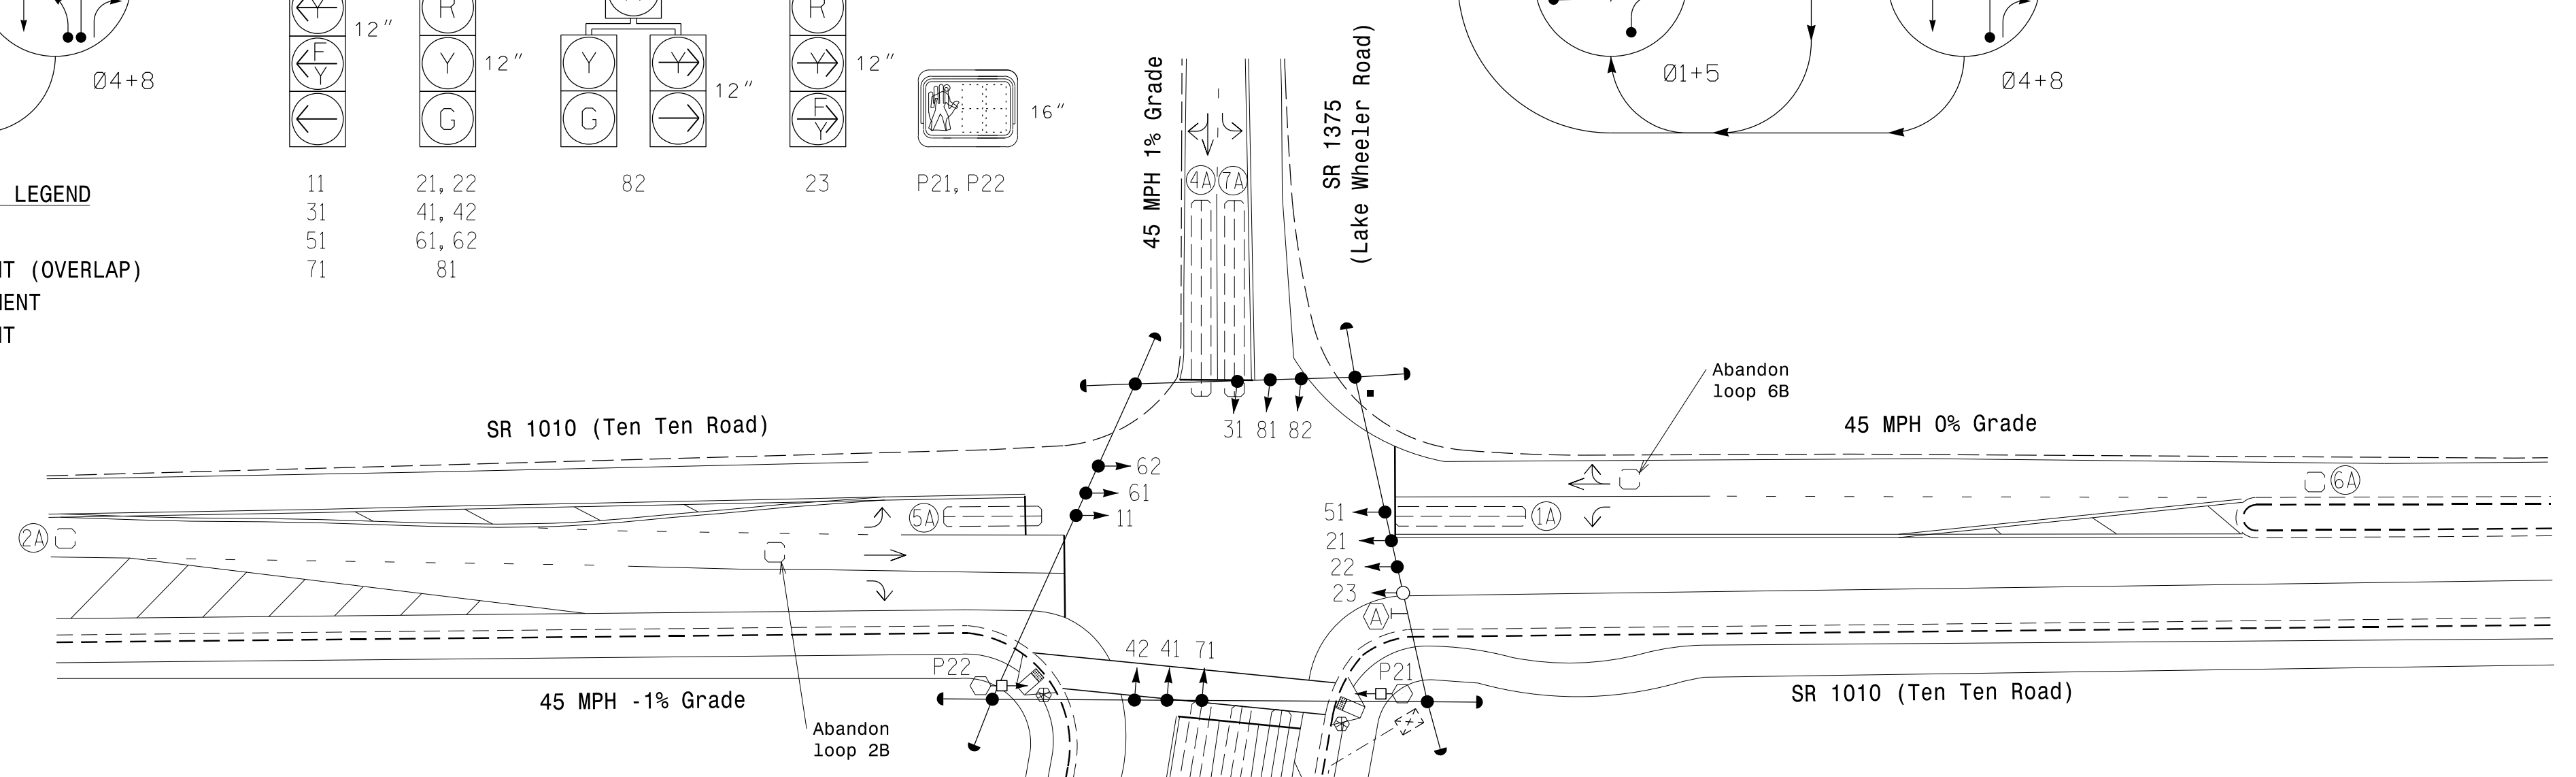 Ø4+8
Y
F
Y
12"
R
Y
G
12"
Y
G
Y
12"
R
Y
F
Y
12"
16"
11
31
51
71
21, 22
41, 42
61, 62
81
82
23
P21, P22
LEGEND
(OVERLAP)
45 MPH 1% Grade
4A
7A
SR 1375
(Lake Wheeler Road)
Ø1+5
Ø4+8
31 81 82
SR 1010 (Ten Ten Road)
62
61
11
5A
2A
Abandon
loop 6B
45 MPH 0% Grade
6A
1A
51
21
22
23
A
42 41 71
P22
P21
45 MPH -1% Grade
Abandon
loop 2B
SR 1010 (Ten Ten Road)